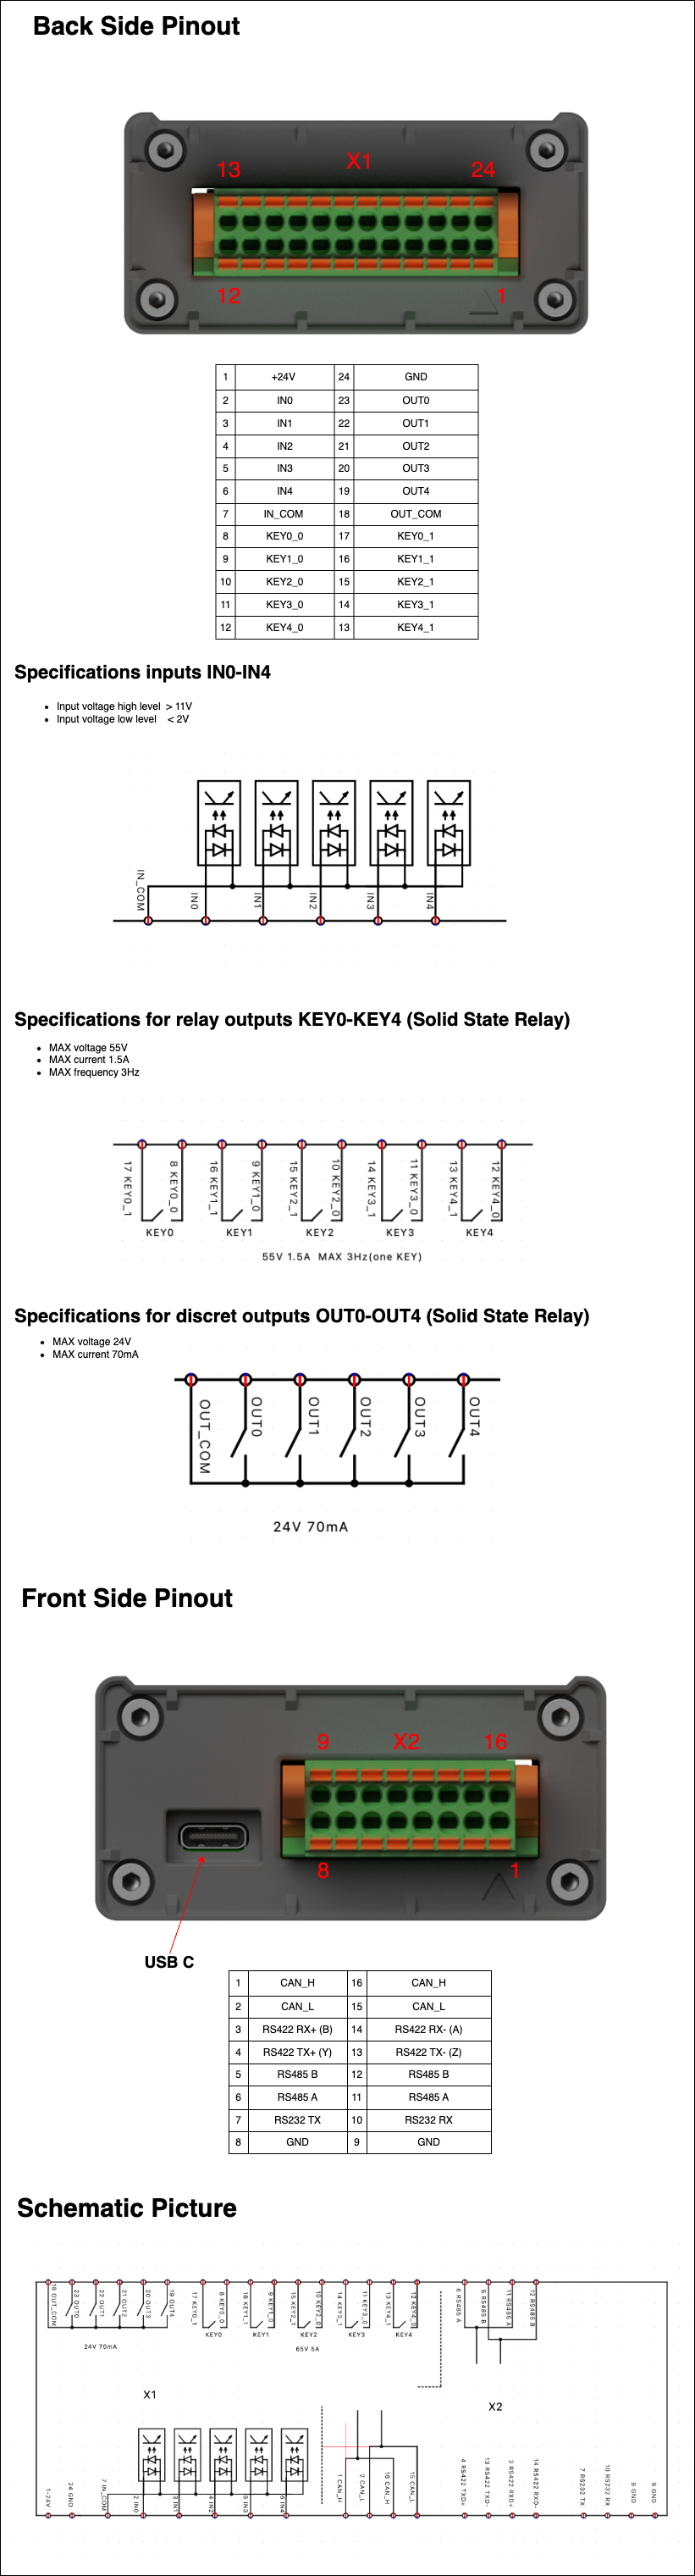 Back Side Pinout
13 X1 24
12 1
1 +24V 24 GND
2 IN0 23 OUT0
3 IN1 22 OUT1
4 IN2 21 OUT2
5 IN3 20 OUT3
6 IN4 19 OUT4
7 IN_COM 18 OUT_COM
8 KEY0_0 17 KEY0_1
9 KEY1_0 16 KEY1_1
10 KEY2_0 15 KEY2_1
11 KEY3_0 14 KEY3_1
12 KEY4_0 13 KEY4_1
Specifications inputs IN0-IN4
• Input voltage high level > 11V
• Input voltage low level < 2V
IN_COM IN0 IN1 IN2 IN3 IN4
Specifications for relay outputs KEY0-KEY4 (Solid State Relay)
• MAX voltage 55V
• MAX current 1.5A
• MAX frequency 3Hz
17 KEY0_1 8 KEY0_0 16 KEY1_1 9 KEY1_0 15 KEY2_1 10 KEY2_0 14 KEY3_1 11 KEY3_0 13 KEY4_1 12 KEY4_0
KEY0 KEY1 KEY2 KEY3 KEY4
55V 1.5A MAX 3Hz(one KEY)
Specifications for discret outputs OUT0-OUT4 (Solid State Relay)
• MAX voltage 24V
• MAX current 70mA
OUT_COM OUT0 OUT1 OUT2 OUT3 OUT4
24V 70mA
Front Side Pinout
9 X2 16
8 1
USB C
1 CAN_H 16 CAN_H
2 CAN_L 15 CAN_L
3 RS422 RX+ (B) 14 RS422 RX- (A)
4 RS422 TX+ (Y) 13 RS422 TX- (Z)
5 RS485 B 12 RS485 B
6 RS485 A 11 RS485 A
7 RS232 TX 10 RS232 RX
8 GND 9 GND
Schematic Picture
18 OUT_COM 23 OUT0 22 OUT1 21 OUT2 20 OUT3 19 OUT4 17 KEY0_1 8 KEY0_0 16 KEY1_1 9 KEY1_0 15 KEY2_1 10 KEY2_0 14 KEY3_1 11 KEY3_0 13 KEY4_1 12 KEY4_0 6 RS485 A 5 RS485 B 11 RS485 A 12 RS485 B
KEY0 KEY1 KEY2 KEY3 KEY4
24V 70mA 65V 5A
X1 X2
1-24V 24 GND 7 IN_COM 2 IN0 3 IN1 4 IN2 5 IN3 6 IN4 1 CAN_H 2 CAN_L 16 CAN_H 15 CAN_L 4 RS422 TXD+ 13 RS422 TXD- 3 RS422 RXD+ 14 RS422 RXD- 7 RS232 TX 10 RS232 RX 8 GND 9 GND